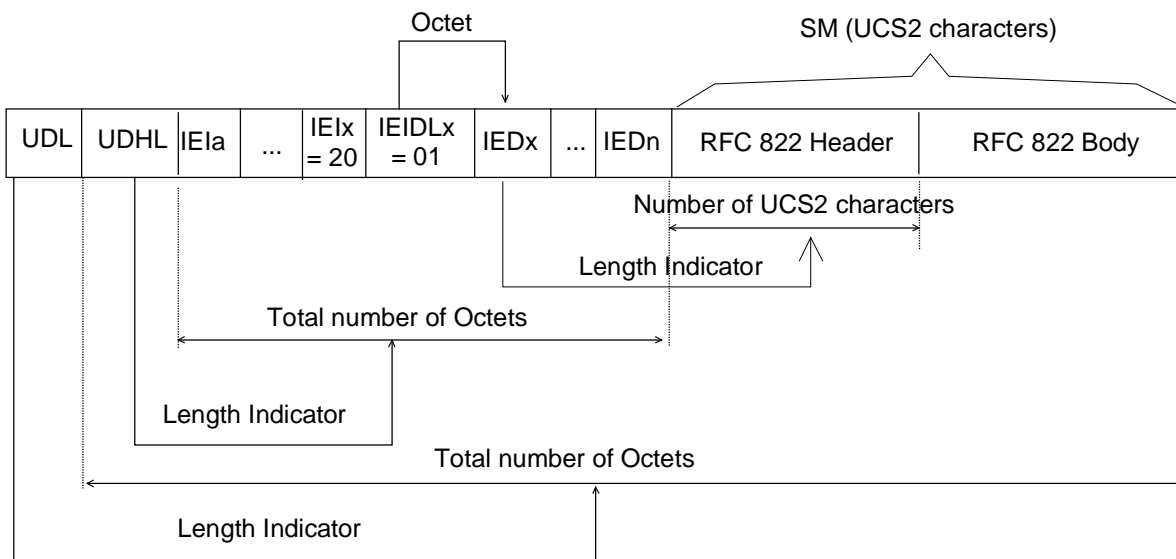 Octet
SM (UCS2 characters)
UDL UDHL IEIa ... IEIx = 20 IEIDLx = 01 IEDx ... IEDn RFC 822 Header RFC 822 Body
Number of UCS2 characters
Length Indicator
Total number of Octets
Length Indicator
Total number of Octets
Length Indicator